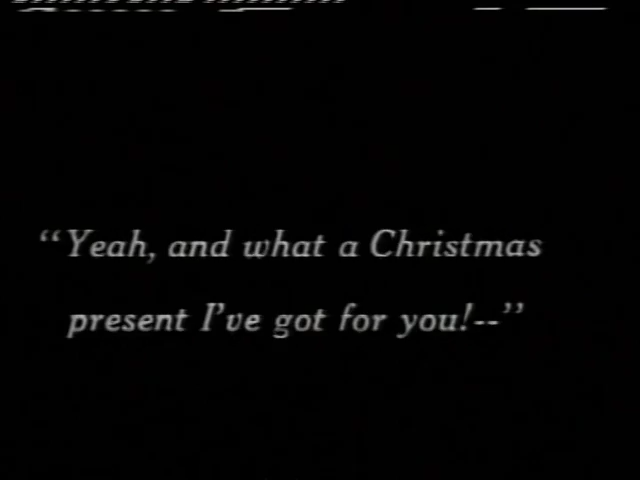 “Yeah, and what a Christmas
present I’ve got for you!--”